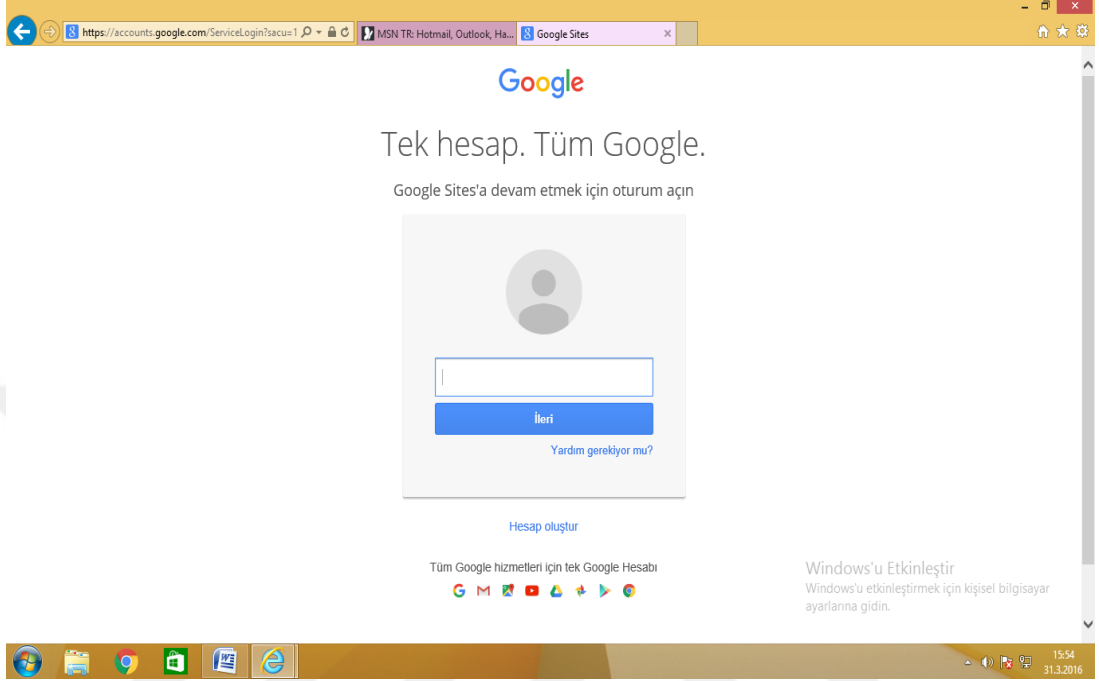 https://accounts.google.com/ServiceLogin?sacu=1
MSN TR: Hotmail, Outlook, Ha...
Google Sites
Google
Tek hesap. Tüm Google.
Google Sites'a devam etmek için oturum açın
İleri
Yardım gerekiyor mu?
Hesap oluştur
Tüm Google hizmetleri için tek Google Hesabı
Windows'u Etkinleştir
Windows'u etkinleştirmek için kişisel bilgisayar
ayarlarına gidin.
15:54
31.3.2016